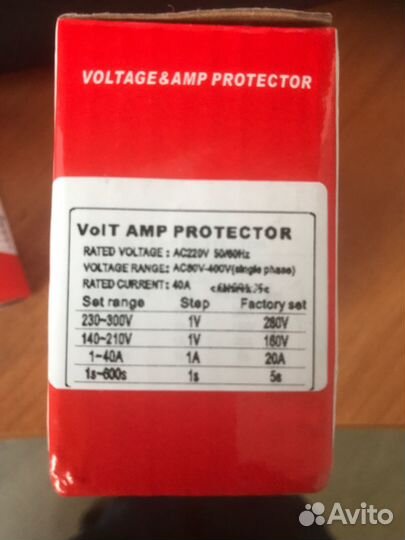 VOLTAGE&AMP PROTECTOR
VolT AMP PROTECTOR
RATED VOLTAGE : AC220V 50/60Hz
VOLTAGE RANGE: AC80V-400V(single phase)
RATED CURRENT: 40A
Set range Step Factory set
230~300V 1V 280V
140~210V 1V 160V
1~40A 1A 20A
1s~600s 1s 5s
Avito